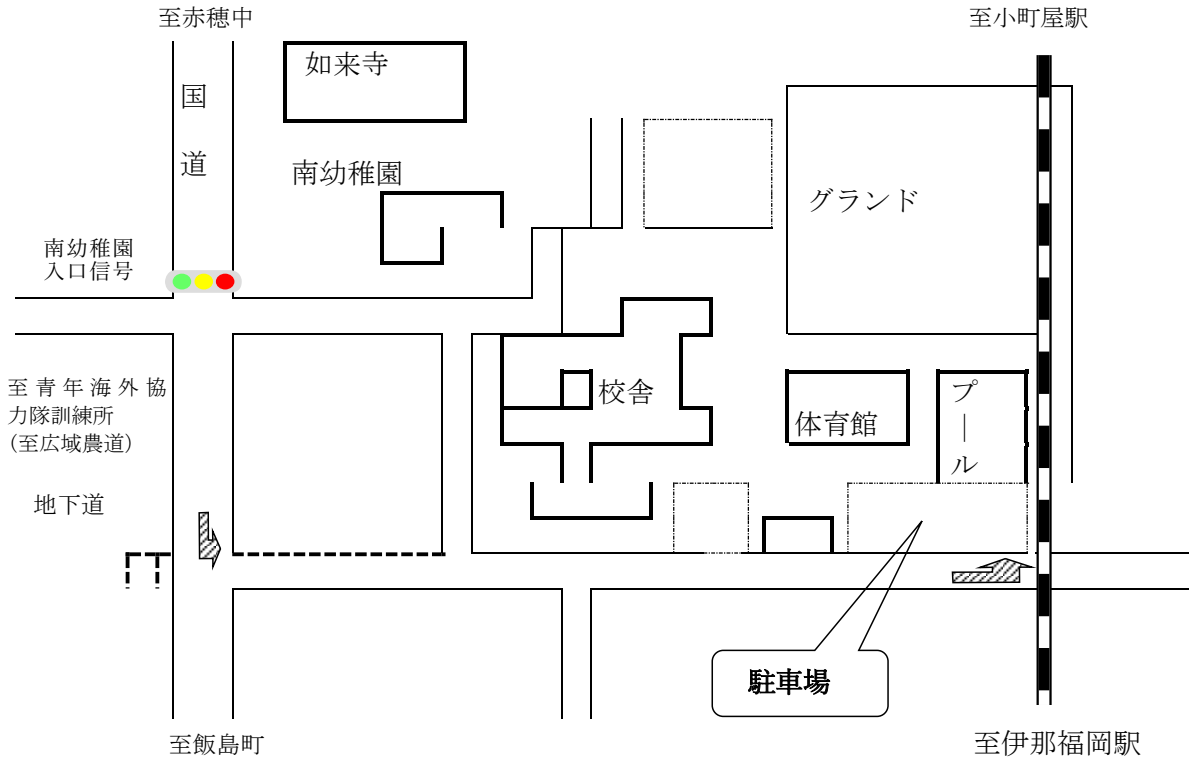 至赤穂中
至小町屋駅
如来寺
国道
南幼稚園
グランド
南幼稚園
入口信号
至青年海外協
力隊訓練所
(至広域農道)
校舎
体育館
プール
地下道
駐車場
至飯島町
至伊那福岡駅